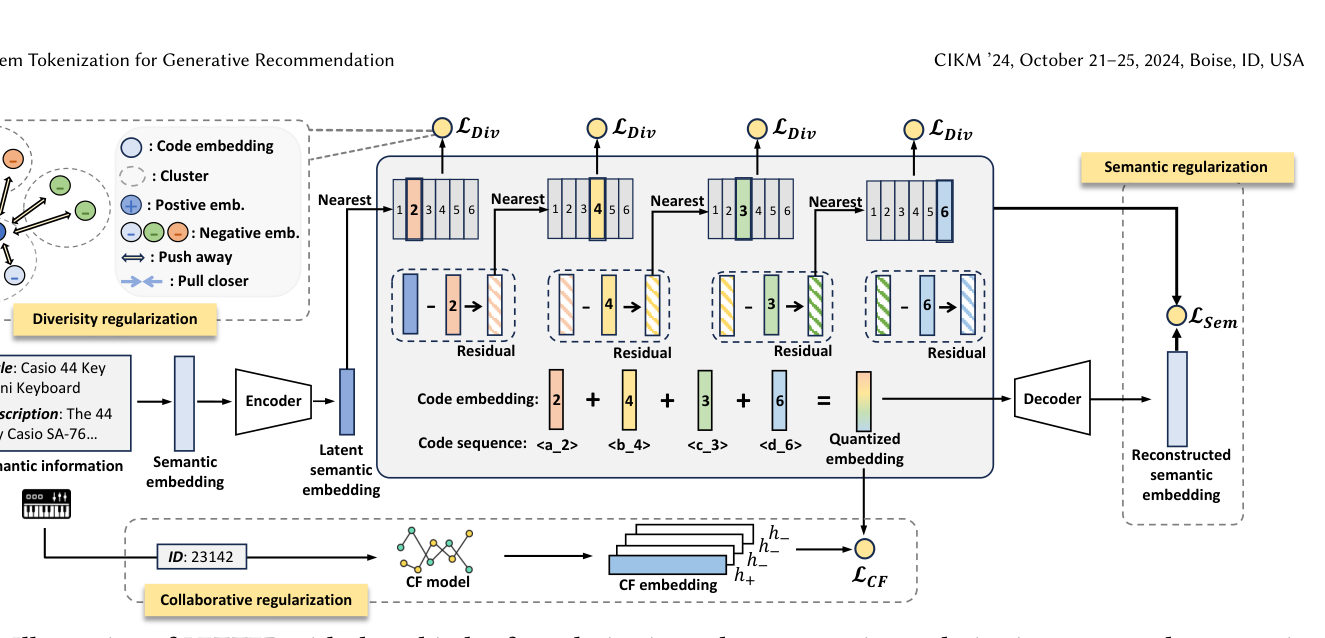 em Tokenization for Generative Recommendation
CIKM '24, October 21–25, 2024, Boise, ID, USA
: Code embedding
: Cluster
: Postive emb.
: Negative emb.
: Push away
: Pull closer
Diverisity regularization
ℒDiv
ℒDiv
ℒDiv
ℒDiv
Semantic regularization
Nearest
1 2 3 4 5 6
Nearest
1 2 3 4 5 6
Nearest
1 2 3 4 5 6
Nearest
1 2 3 4 5 6
− 2
Residual
− 4
Residual
− 3
Residual
− 6
Residual
ℒSem
tle: Casio 44 Key
ni Keyboard
scription: The 44
y Casio SA-76...
mantic information
Semantic
embedding
Encoder
Latent
semantic
embedding
Code embedding: 2 + 4 + 3 + 6 =
Code sequence: <a_2> <b_4> <c_3> <d_6>
Quantized
embedding
Decoder
Reconstructed
semantic
embedding
ID: 23142
CF model
CF embedding
h−
h−
h−
h+
ℒCF
Collaborative regularization